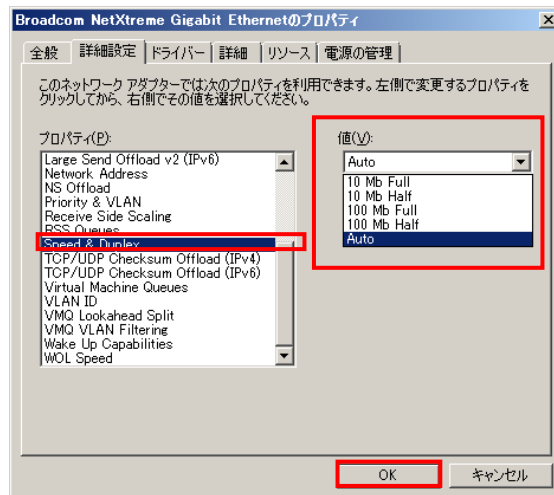 Broadcom NetXtreme Gigabit Ethernetのプロパティ
全般 詳細設定 ドライバー 詳細 リソース 電源の管理
このネットワーク アダプターでは次のプロパティを利用できます。左側で変更するプロパティを
クリックしてから、右側でその値を選択してください。
プロパティ(P):
Large Send Offload v2 (IPv6)
Network Address
NS Offload
Priority & VLAN
Receive Side Scaling
RSS Queues
Speed & Duplex
TCP/UDP Checksum Offload (IPv4)
TCP/UDP Checksum Offload (IPv6)
Virtual Machine Queues
VLAN ID
VMQ Lookahead Split
VMQ VLAN Filtering
Wake Up Capabilities
WOL Speed
値(V):
Auto
10 Mb Full
10 Mb Half
100 Mb Full
100 Mb Half
Auto
OK キャンセル